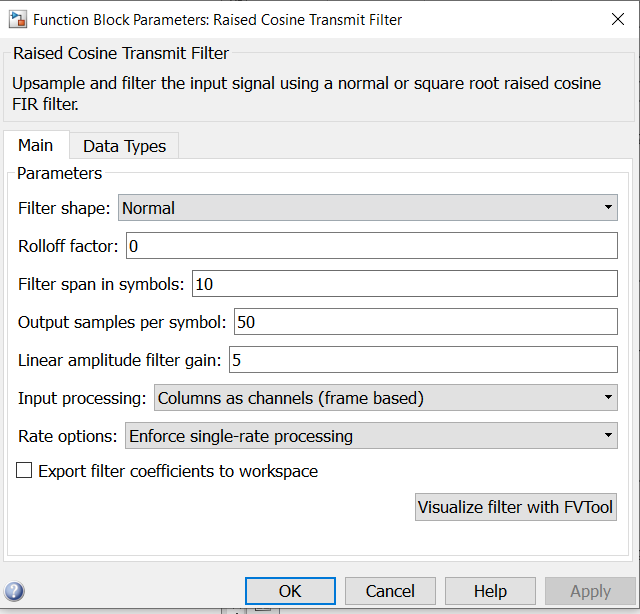 Function Block Parameters: Raised Cosine Transmit Filter
Raised Cosine Transmit Filter
Upsample and filter the input signal using a normal or square root raised cosine
FIR filter.
Main Data Types
Parameters
Filter shape: Normal
Rolloff factor: 0
Filter span in symbols: 10
Output samples per symbol: 50
Linear amplitude filter gain: 5
Input processing: Columns as channels (frame based)
Rate options: Enforce single-rate processing
Export filter coefficients to workspace
Visualize filter with FVTool
? OK Cancel Help Apply